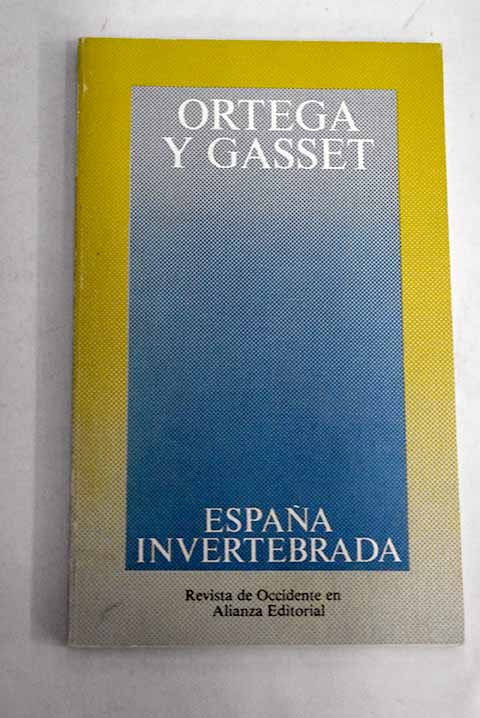 ORTEGA
Y GASSET
ESPAÑA
INVERTEBRADA
Revista de Occidente en
Alianza Editorial